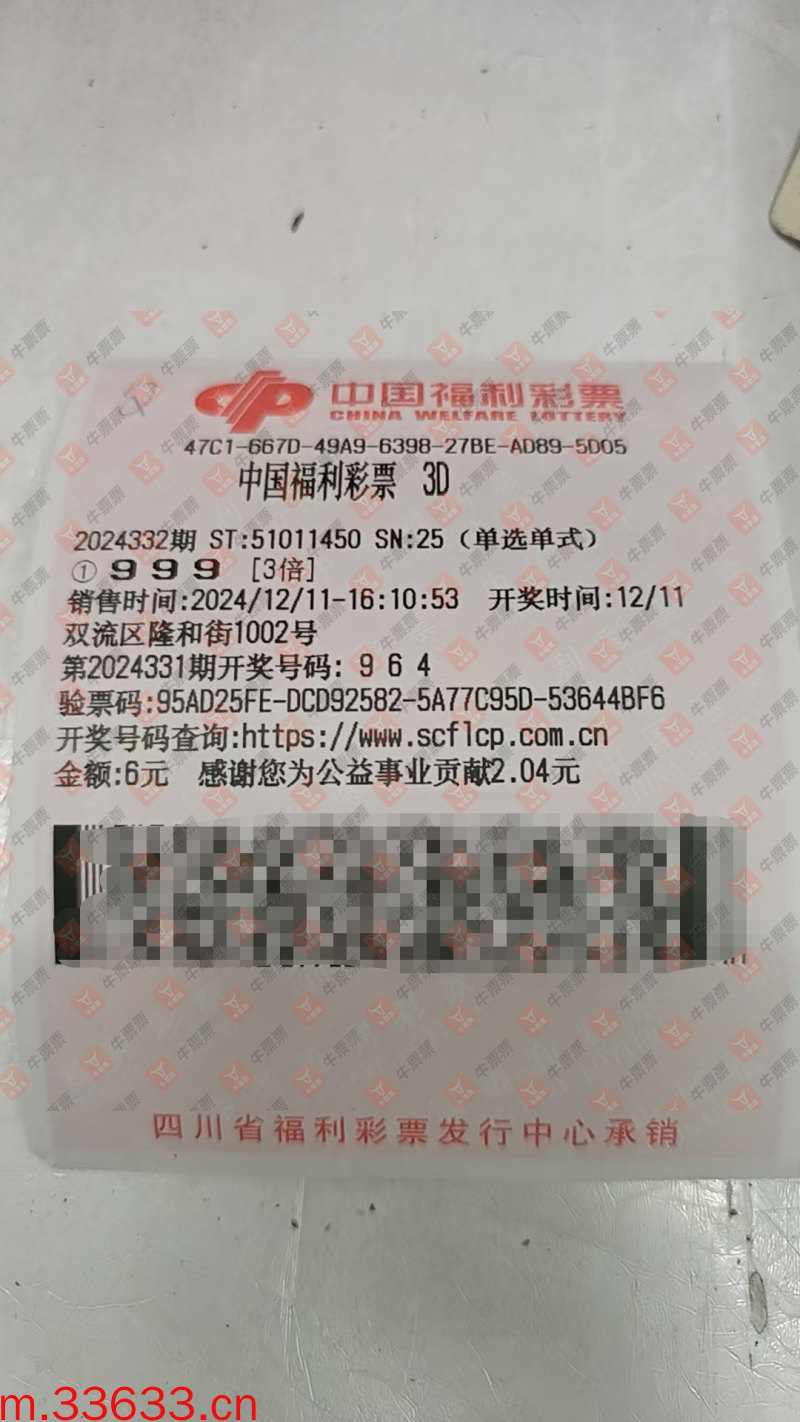 中国福利彩票
CHINA WELFARE LOTTERY
47C1-667D-49A9-6398-27BE-AD89-5D05
中国福利彩票 3D
2024332期 ST:51011450 SN:25 (单选单式)
① 9 9 9 [3倍]
销售时间:2024/12/11-16:10:53 开奖时间:12/11
双流区隆和街1002号
第2024331期开奖号码: 9 6 4
验票码:95AD25FE-DCD92582-5A77C95D-53644BF6
开奖号码查询:https://www.scflcp.com.cn
金额:6元 感谢您为公益事业贡献2.04元
四川省福利彩票发行中心承销
牛票票
m.33633.cn